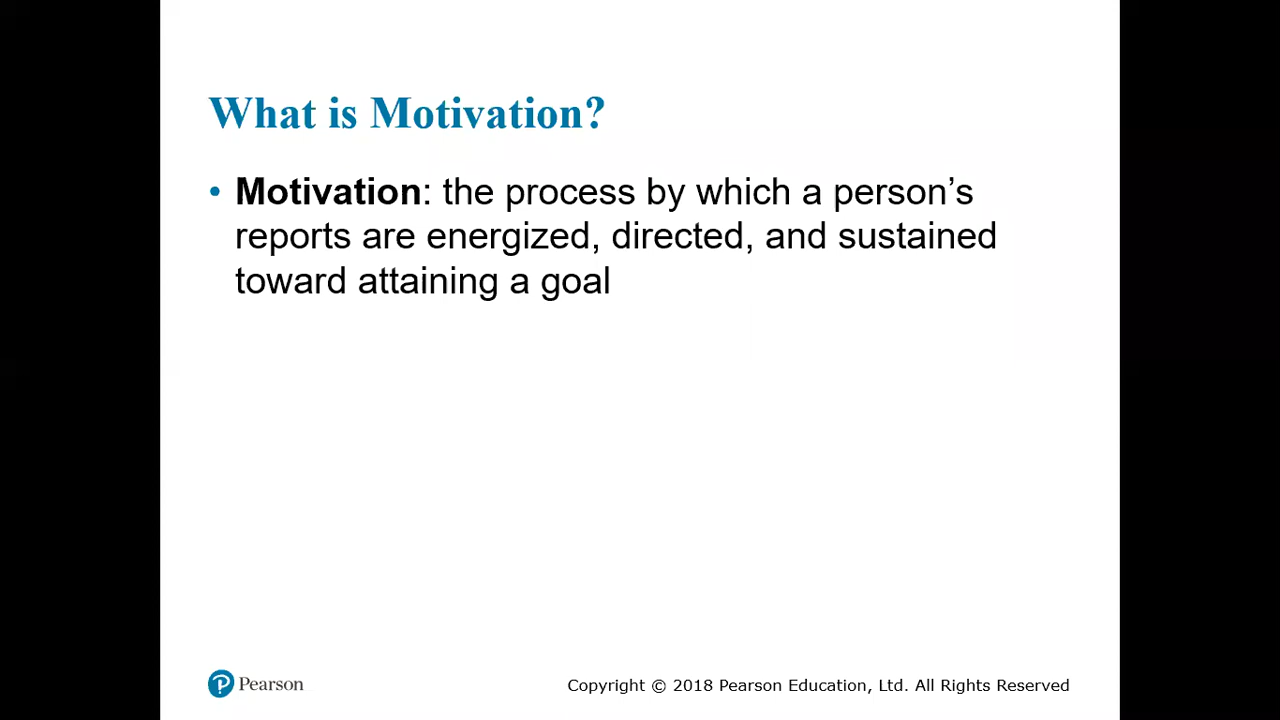 What is Motivation?
• Motivation: the process by which a person’s
reports are energized, directed, and sustained
toward attaining a goal
Pearson
Copyright © 2018 Pearson Education, Ltd. All Rights Reserved